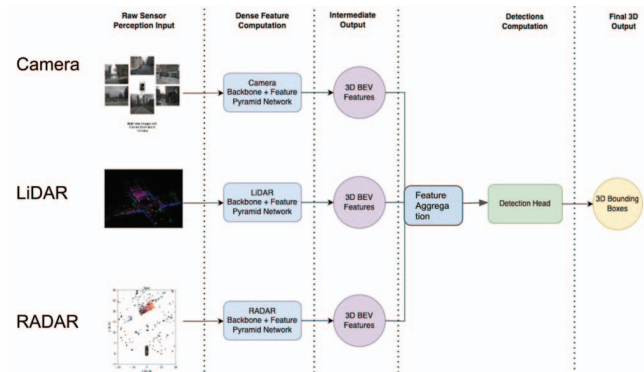 Raw Sensor
Perception Input
Dense Feature
Computation
Intermediate
Output
Detections
Computation
Final 3D
Output
Camera
Camera
Backbone + Feature
Pyramid Network
3D BEV
Features
LiDAR
LiDAR
Backbone + Feature
Pyramid Network
3D BEV
Features
Feature
Aggrega
tion
Detection Head
3D Bounding
Boxes
RADAR
RADAR
Backbone + Feature
Pyramid Network
3D BEV
Features